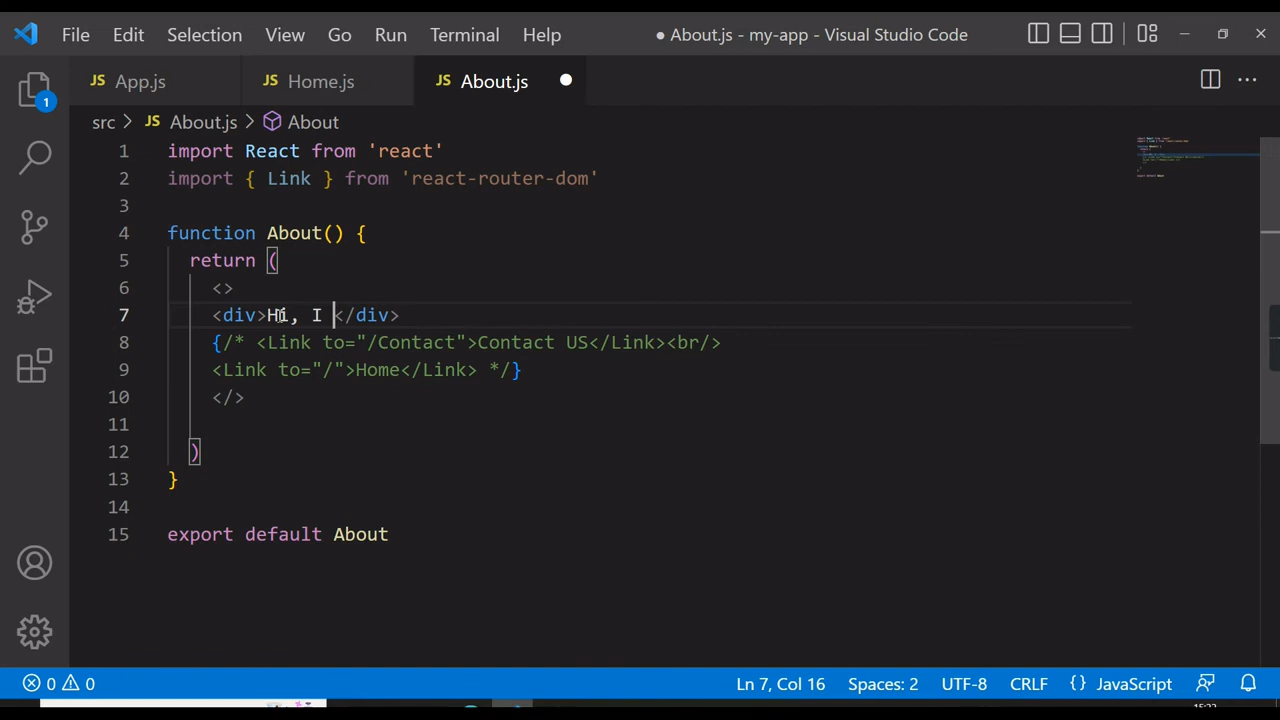 File Edit Selection View Go Run Terminal Help ● About.js - my-app - Visual Studio Code
JS App.js JS Home.js JS About.js ●
src > JS About.js > About
1 import React from 'react'
2 import { Link } from 'react-router-dom'
3
4 function About() {
5 return (
6 <>
7 <div>Hi, I </div>
8 {/* <Link to="/Contact">Contact US</Link><br/>
9 <Link to="/">Home</Link> */}
10 </>
11
12 )
13 }
14
15 export default About
1
0 0 Ln 7, Col 16 Spaces: 2 UTF-8 CRLF {} JavaScript